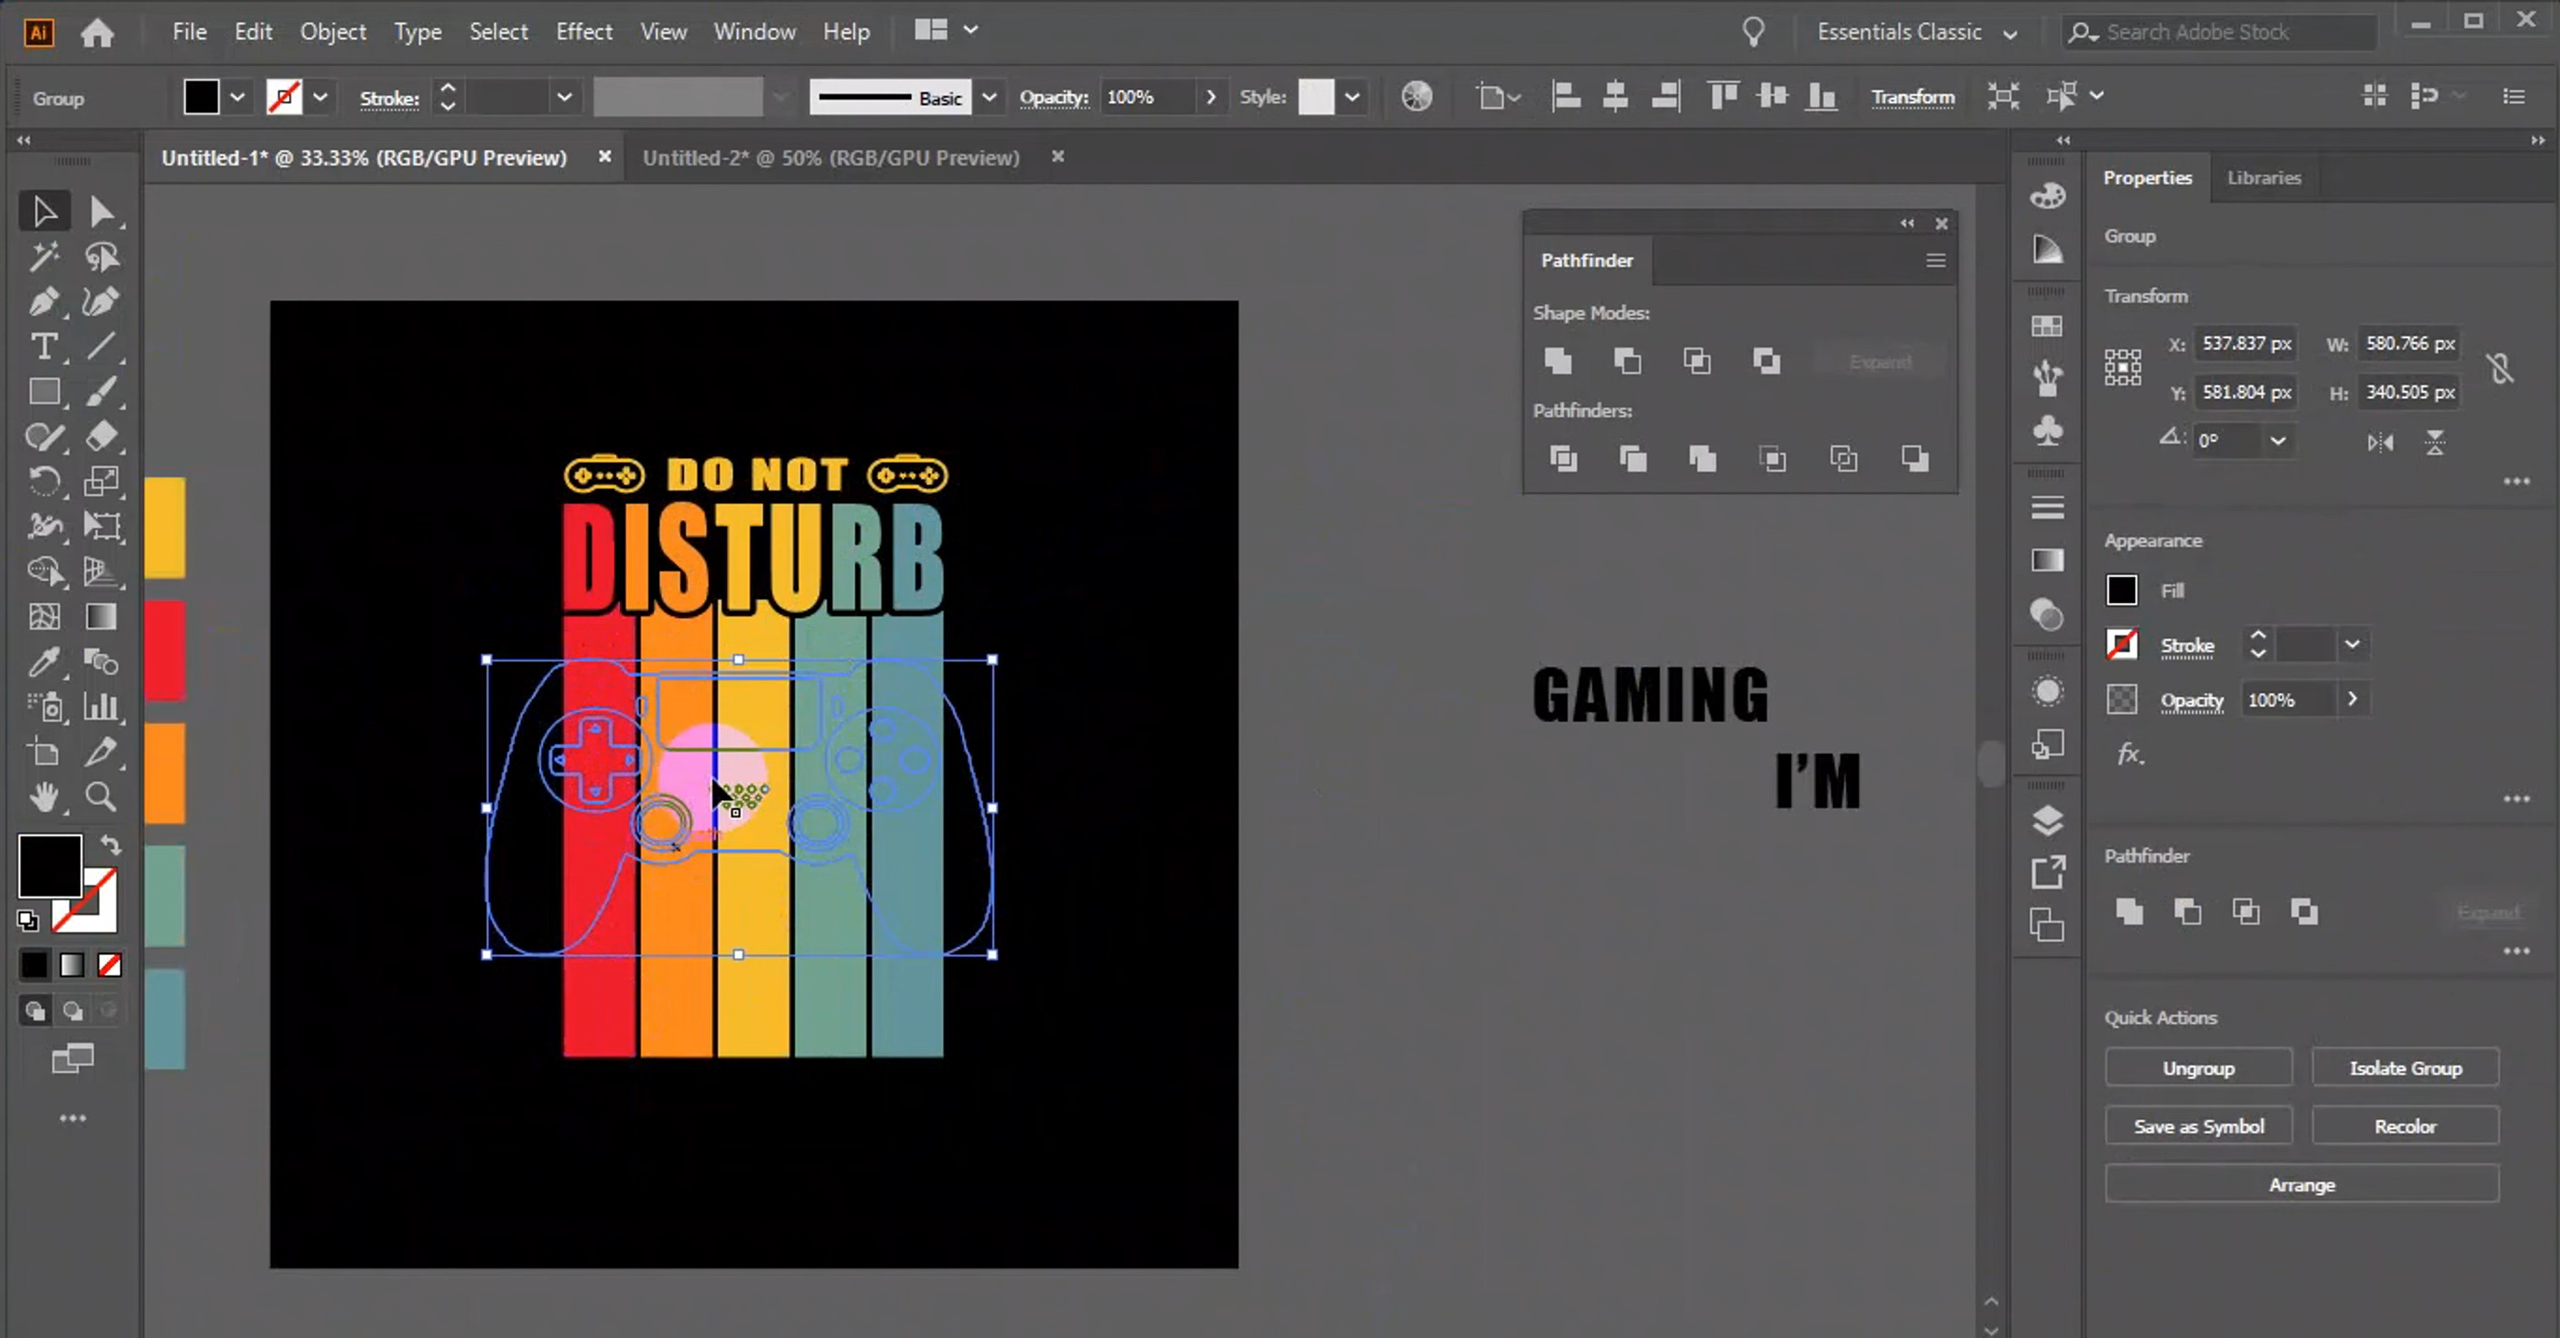 Ai File Edit Object Type Select Effect View Window Help Essentials Classic Search Adobe Stock
Group Stroke: Basic Opacity: 100% Style: Transform
Untitled-1* @ 33.33% (RGB/GPU Preview) Untitled-2* @ 50% (RGB/GPU Preview)
DO NOT
DISTURB
GAMING
I'M
Pathfinder
Shape Modes:
Expand
Pathfinders:
Properties Libraries
Group
Transform
X: 537.837 px W: 580.766 px
Y: 581.804 px H: 340.505 px
0°
Appearance
Fill
Stroke
Opacity 100%
fx.
Pathfinder
Expand
Quick Actions
Ungroup Isolate Group
Save as Symbol Recolor
Arrange